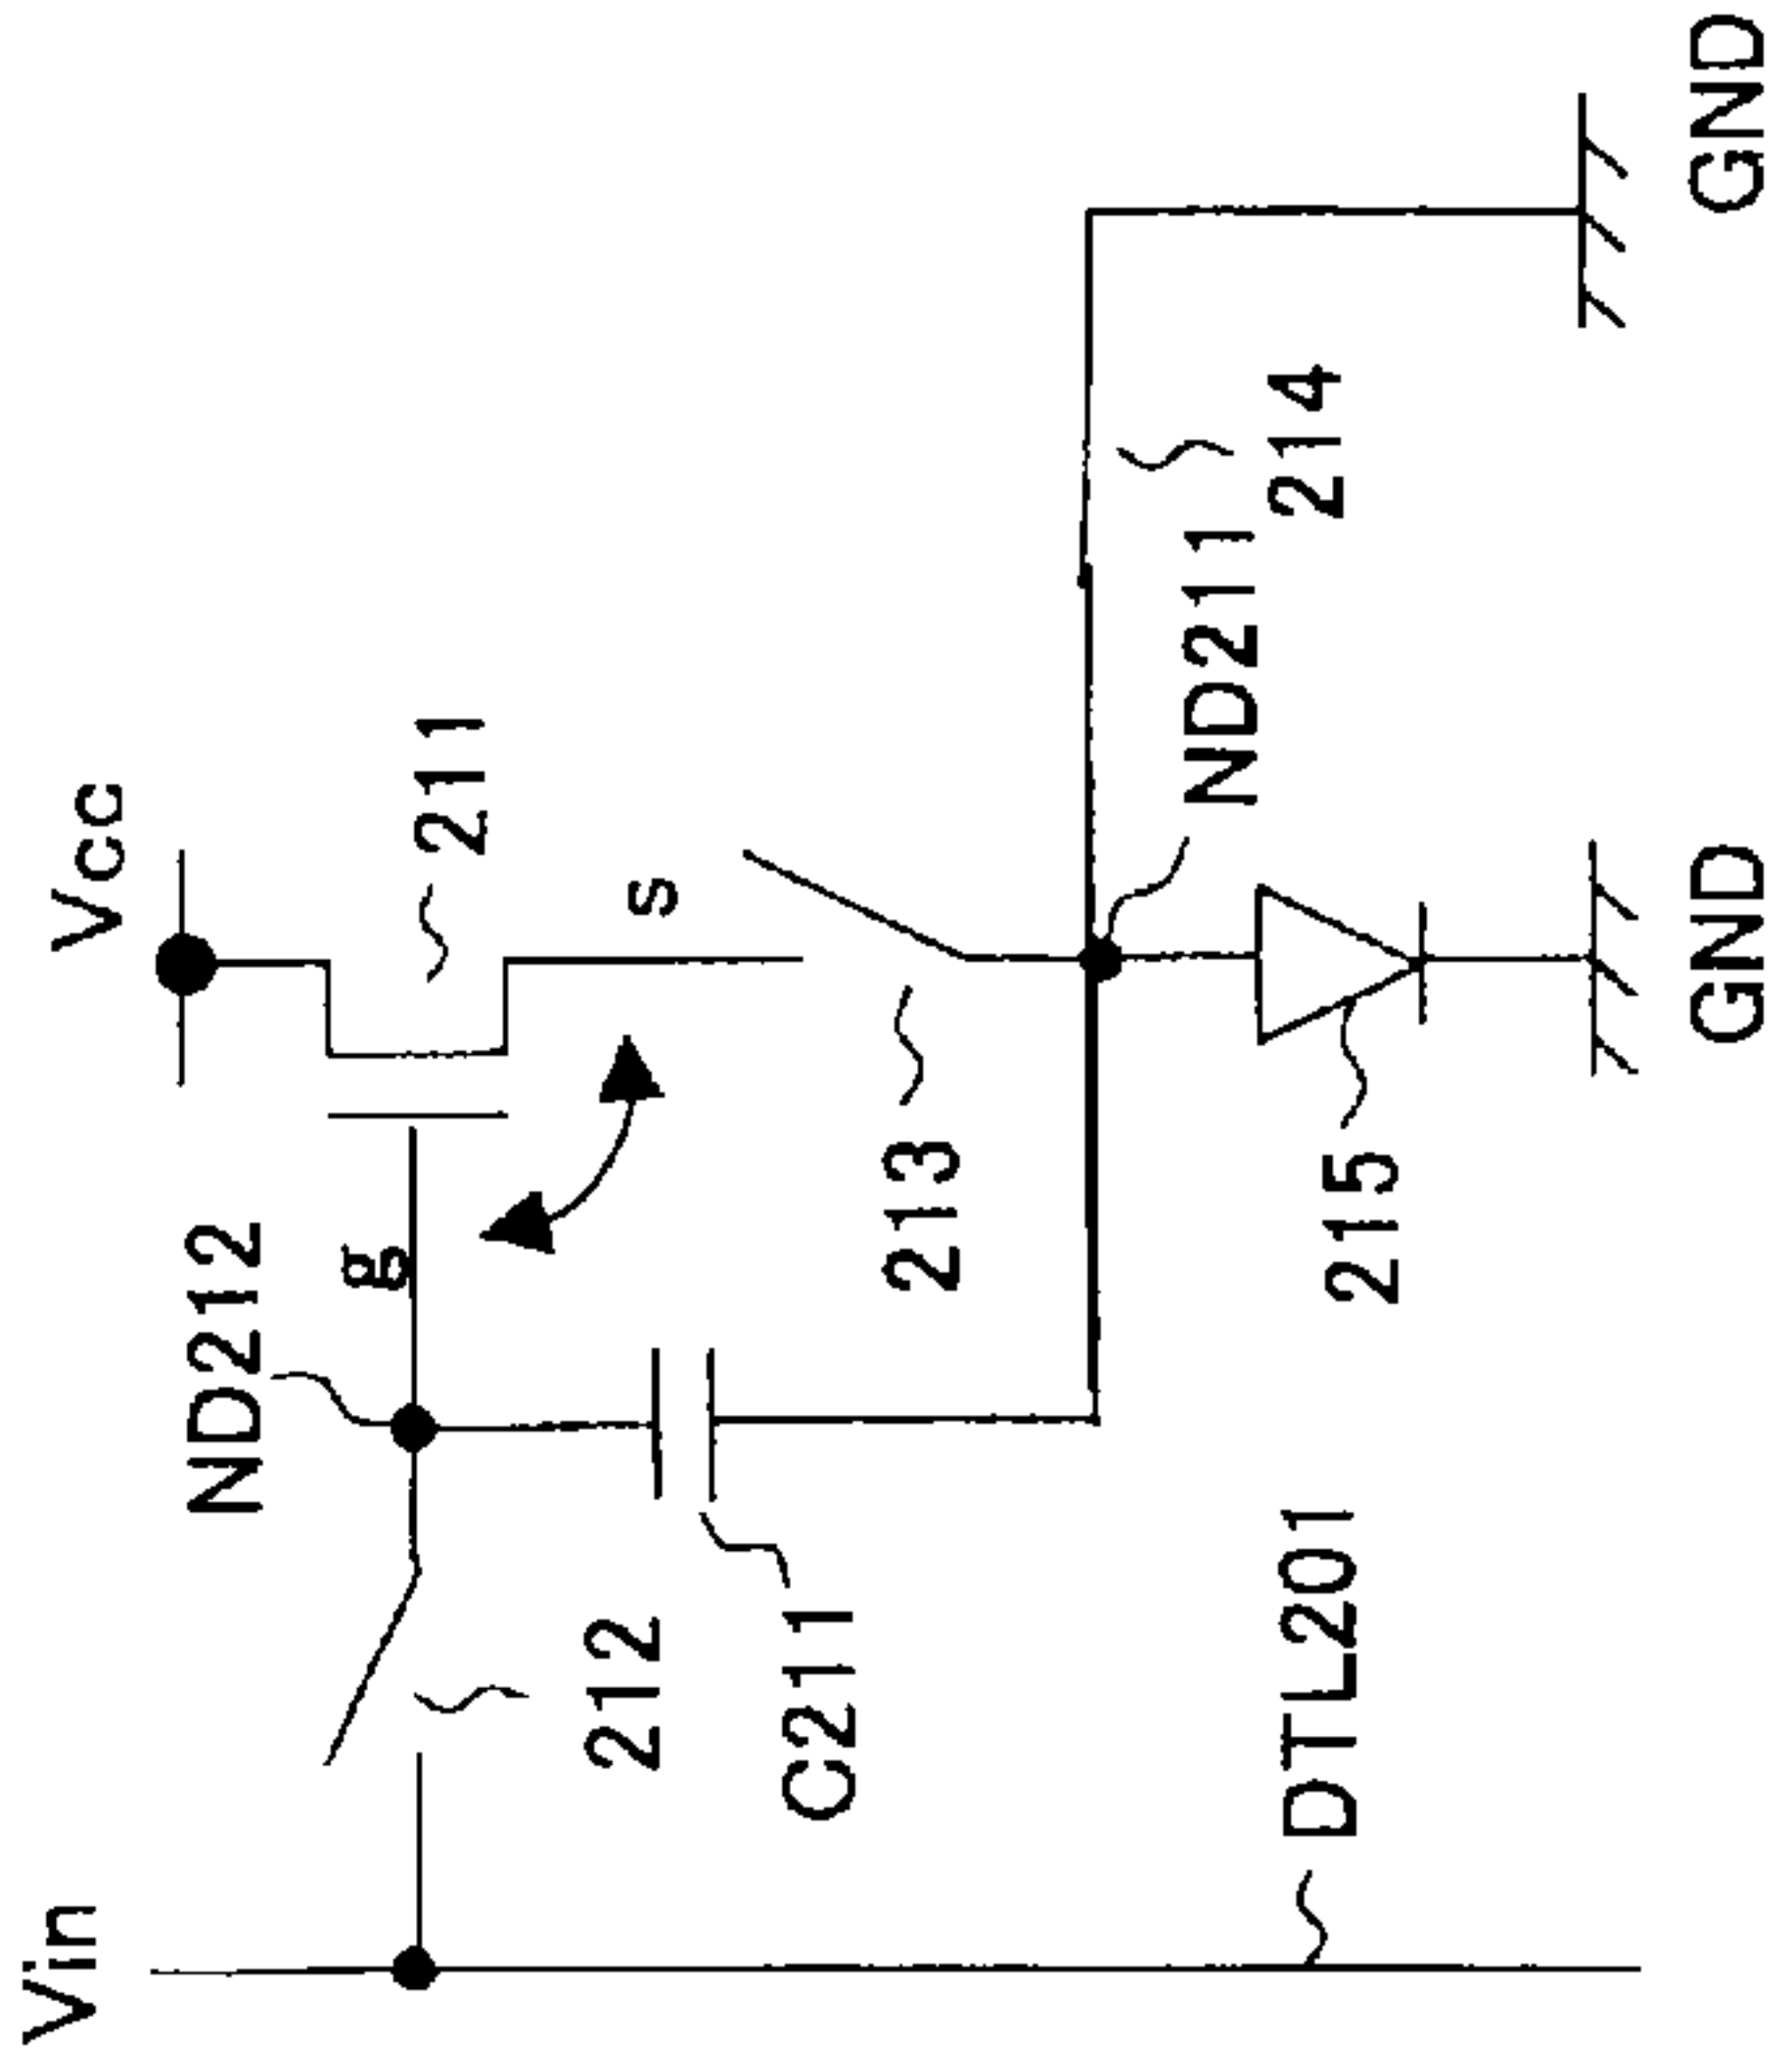 Vin
Vcc
ND212
g
211
s
212
C211
213
ND211
214
DTL201
215
GND
GND